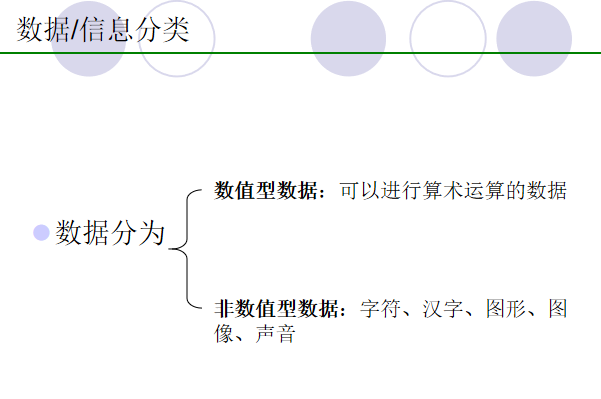 数据/信息分类
数值型数据：可以进行算术运算的数据
数据分为
非数值型数据：字符、汉字、图形、图
像、声音